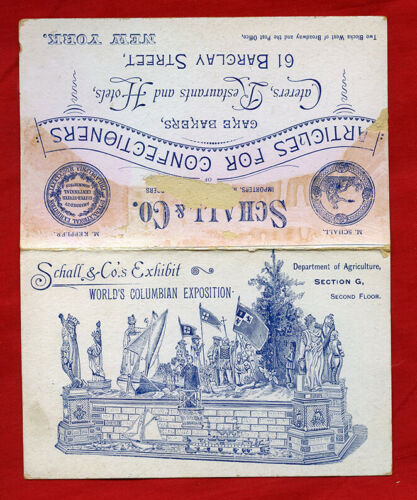 SCHALL & CO.
M. SCHALL.
M. KEPPLER.
IMPORTERS,
OF
ARTICLES FOR CONFECTIONERS
CAKE BAKERS,
Caterers, Restaurants and Hotels,
61 BARCLAY STREET,
Two Blocks West of Broadway and the Post Office,
NEW YORK.
Schall & Co's Exhibit
WORLD'S COLUMBIAN EXPOSITION.
Department of Agriculture,
SECTION G,
SECOND FLOOR.